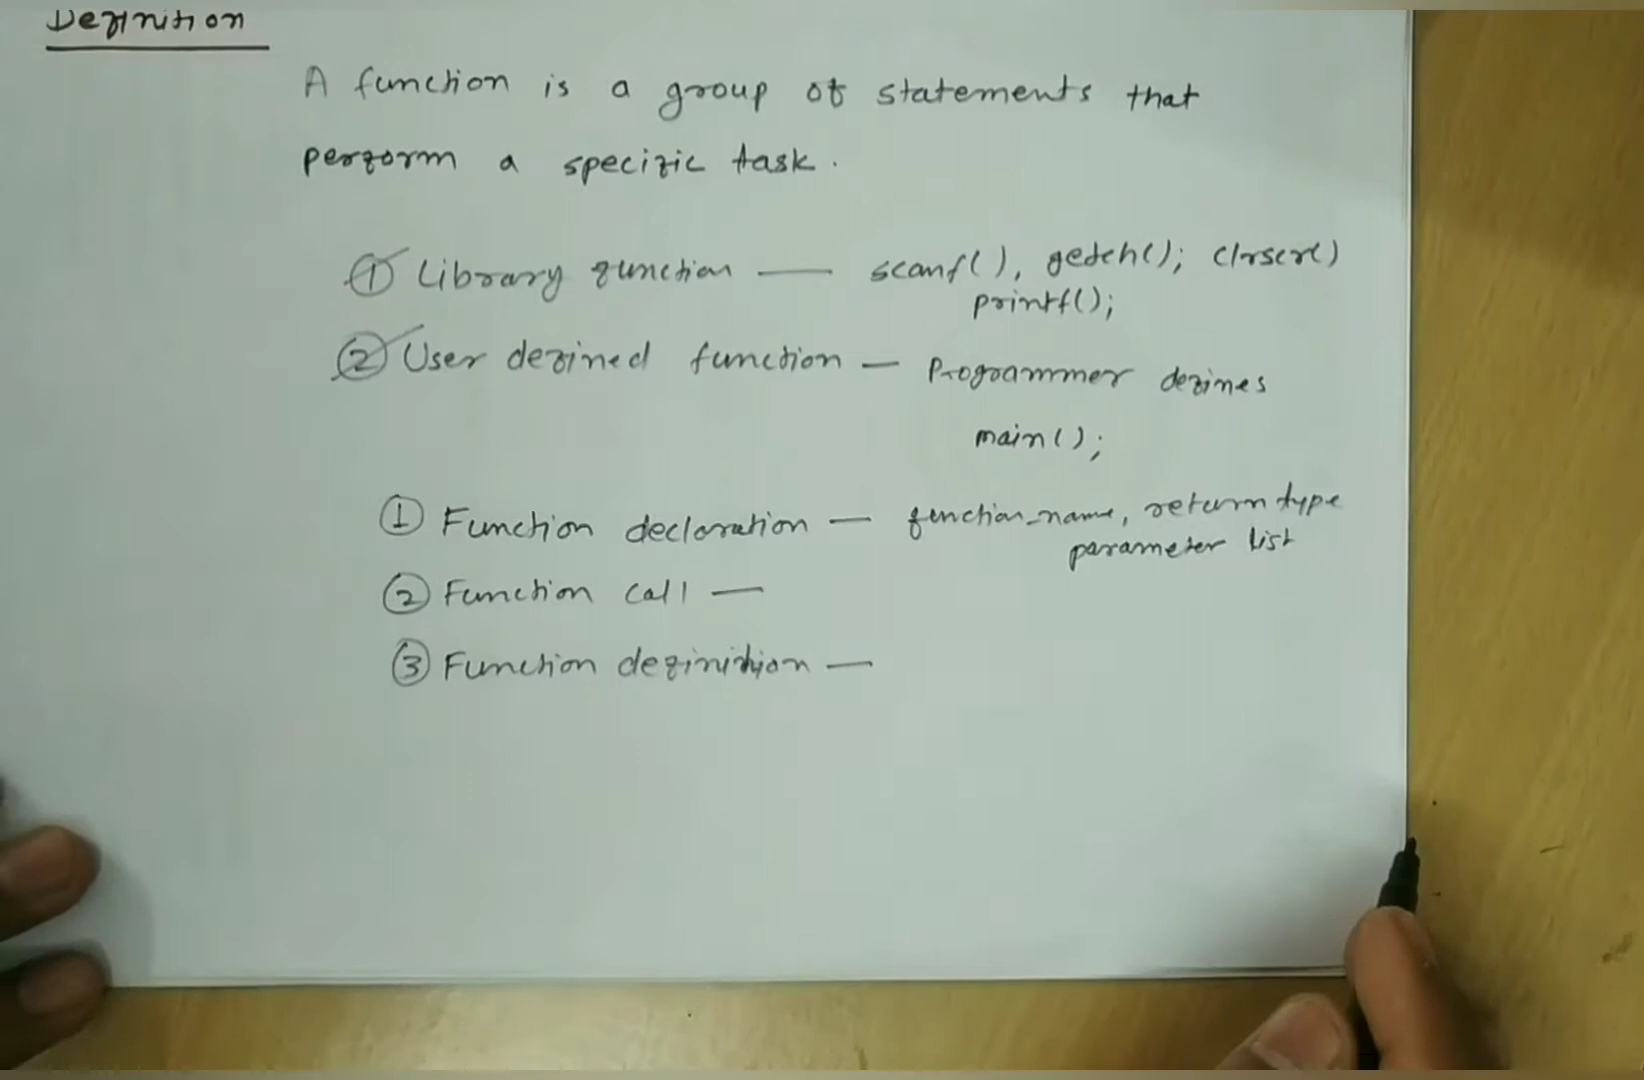 Definition
A function is a group of statements that
perform a specific task.
① Library function — scanf(), getch(); clrscr()
printf();
② User defined function — Programmer defines
main();
① Function declaration — function_name, return type
parameter list
② Function call —
③ Function definition —